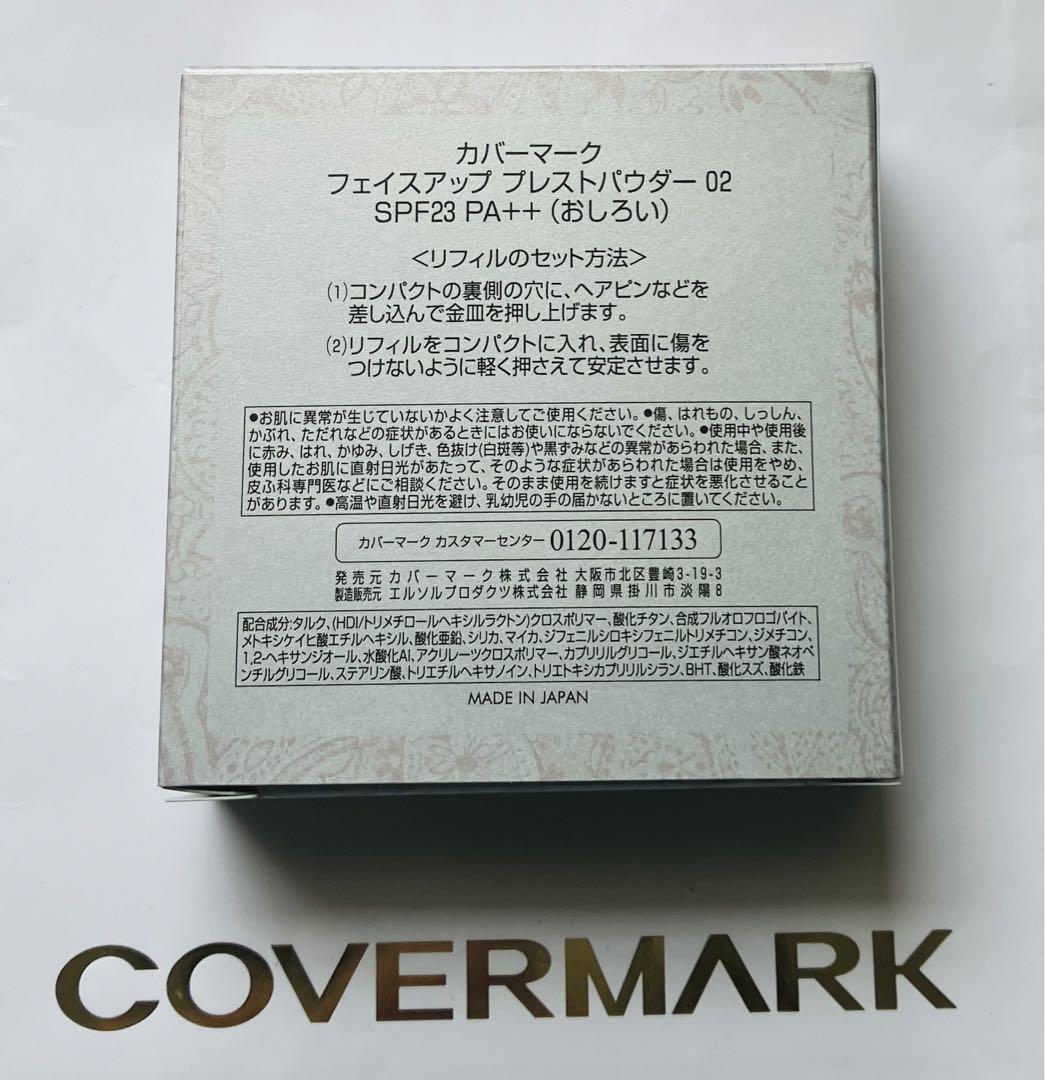 カバーマーク
フェイスアップ プレストパウダー 02
SPF23 PA++ (おしろい)
<リフィルのセット方法>
(1)コンパクトの裏側の穴に、ヘアピンなどを
差し込んで金皿を押し上げます。
(2)リフィルをコンパクトに入れ、表面に傷を
つけないように軽く押さえて安定させます。
●お肌に異常が生じていないかよく注意してご使用ください。●傷、はれもの、しっしん、
かぶれ、ただれなどの症状があるときにはお使いにならないでください。●使用中や使用後
に赤み、はれ、かゆみ、しげき、色抜け(白斑等)や黒ずみなどの異常があらわれた場合、また、
使用したお肌に直射日光があたって、そのような症状があらわれた場合は使用をやめ、
皮ふ科専門医などにご相談ください。そのまま使用を続けますと症状を悪化させること
があります。●高温や直射日光を避け、乳幼児の手の届かないところに置いてください。
カバーマーク カスタマーセンター 0120-117133
発売元 カバーマーク株式会社 大阪市北区豊崎3-19-3
製造販売元 エルソルプロダクツ株式会社 静岡県掛川市淡陽8
配合成分:タルク、(HDI/トリメチロールヘキシルラクトン)クロスポリマー、酸化チタン、合成フルオロフロゴパイト、
メトキシケイヒ酸エチルヘキシル、酸化亜鉛、シリカ、マイカ、ジフェニルシロキシフェニルトリメチコン、ジメチコン、
1,2-ヘキサンジオール、水酸化Al、アクリレーツクロスポリマー、カプリリルグリコール、ジエチルヘキサン酸ネオペ
ンチルグリコール、ステアリン酸、トリエチルヘキサノイン、トリエトキシカプリリルシラン、BHT、酸化スズ、酸化鉄
MADE IN JAPAN
COVERMARK